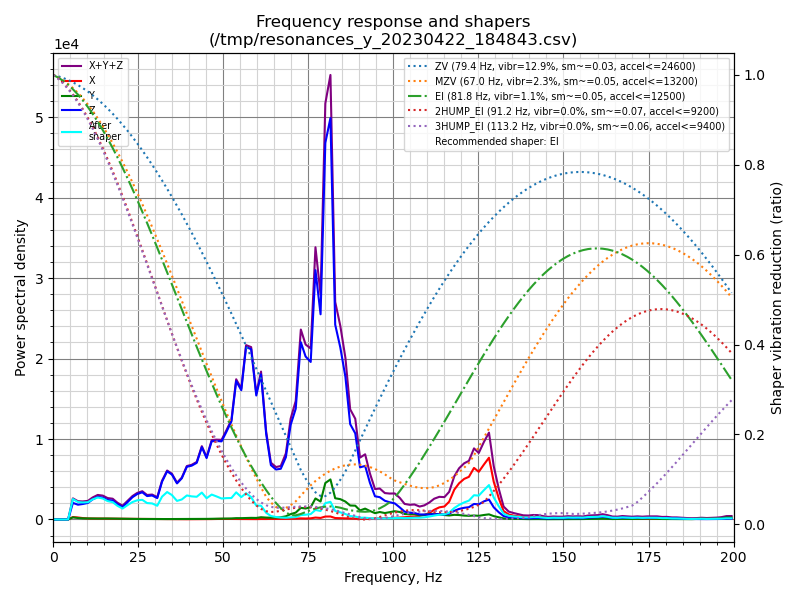 Frequency response and shapers
(/tmp/resonances_y_20230422_184843.csv)
1e4
X+Y+Z
X
Y
Z
After
shaper
ZV (79.4 Hz, vibr=12.9%, sm~=0.03, accel<=24600)
MZV (67.0 Hz, vibr=2.3%, sm~=0.05, accel<=13200)
EI (81.8 Hz, vibr=1.1%, sm~=0.05, accel<=12500)
2HUMP_EI (91.2 Hz, vibr=0.0%, sm~=0.07, accel<=9200)
3HUMP_EI (113.2 Hz, vibr=0.0%, sm~=0.06, accel<=9400)
Recommended shaper: EI
5
4
3
2
1
0
Power spectral density
1.0
0.8
0.6
0.4
0.2
0.0
Shaper vibration reduction (ratio)
0 25 50 75 100 125 150 175 200
Frequency, Hz